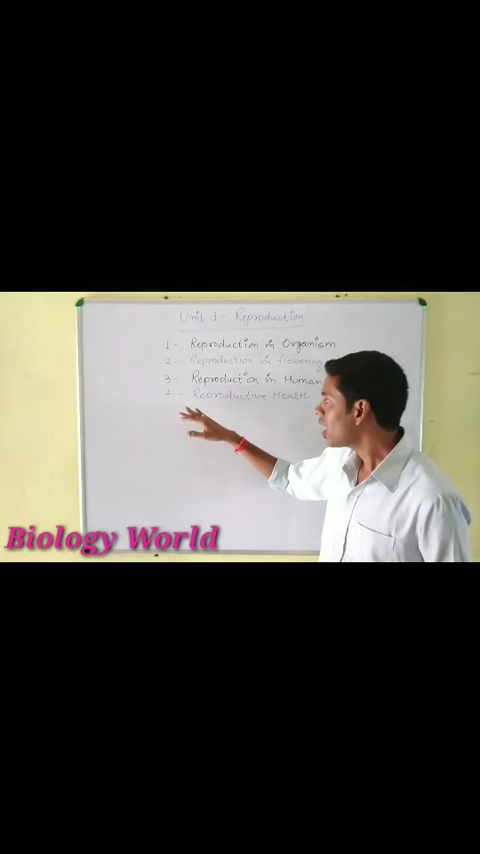 Unit I - Reproduction
1 - Reproduction in Organism
2 - Reproduction in flowering
3 - Reproduction in Human
4 - Reproductive Health
Biology World